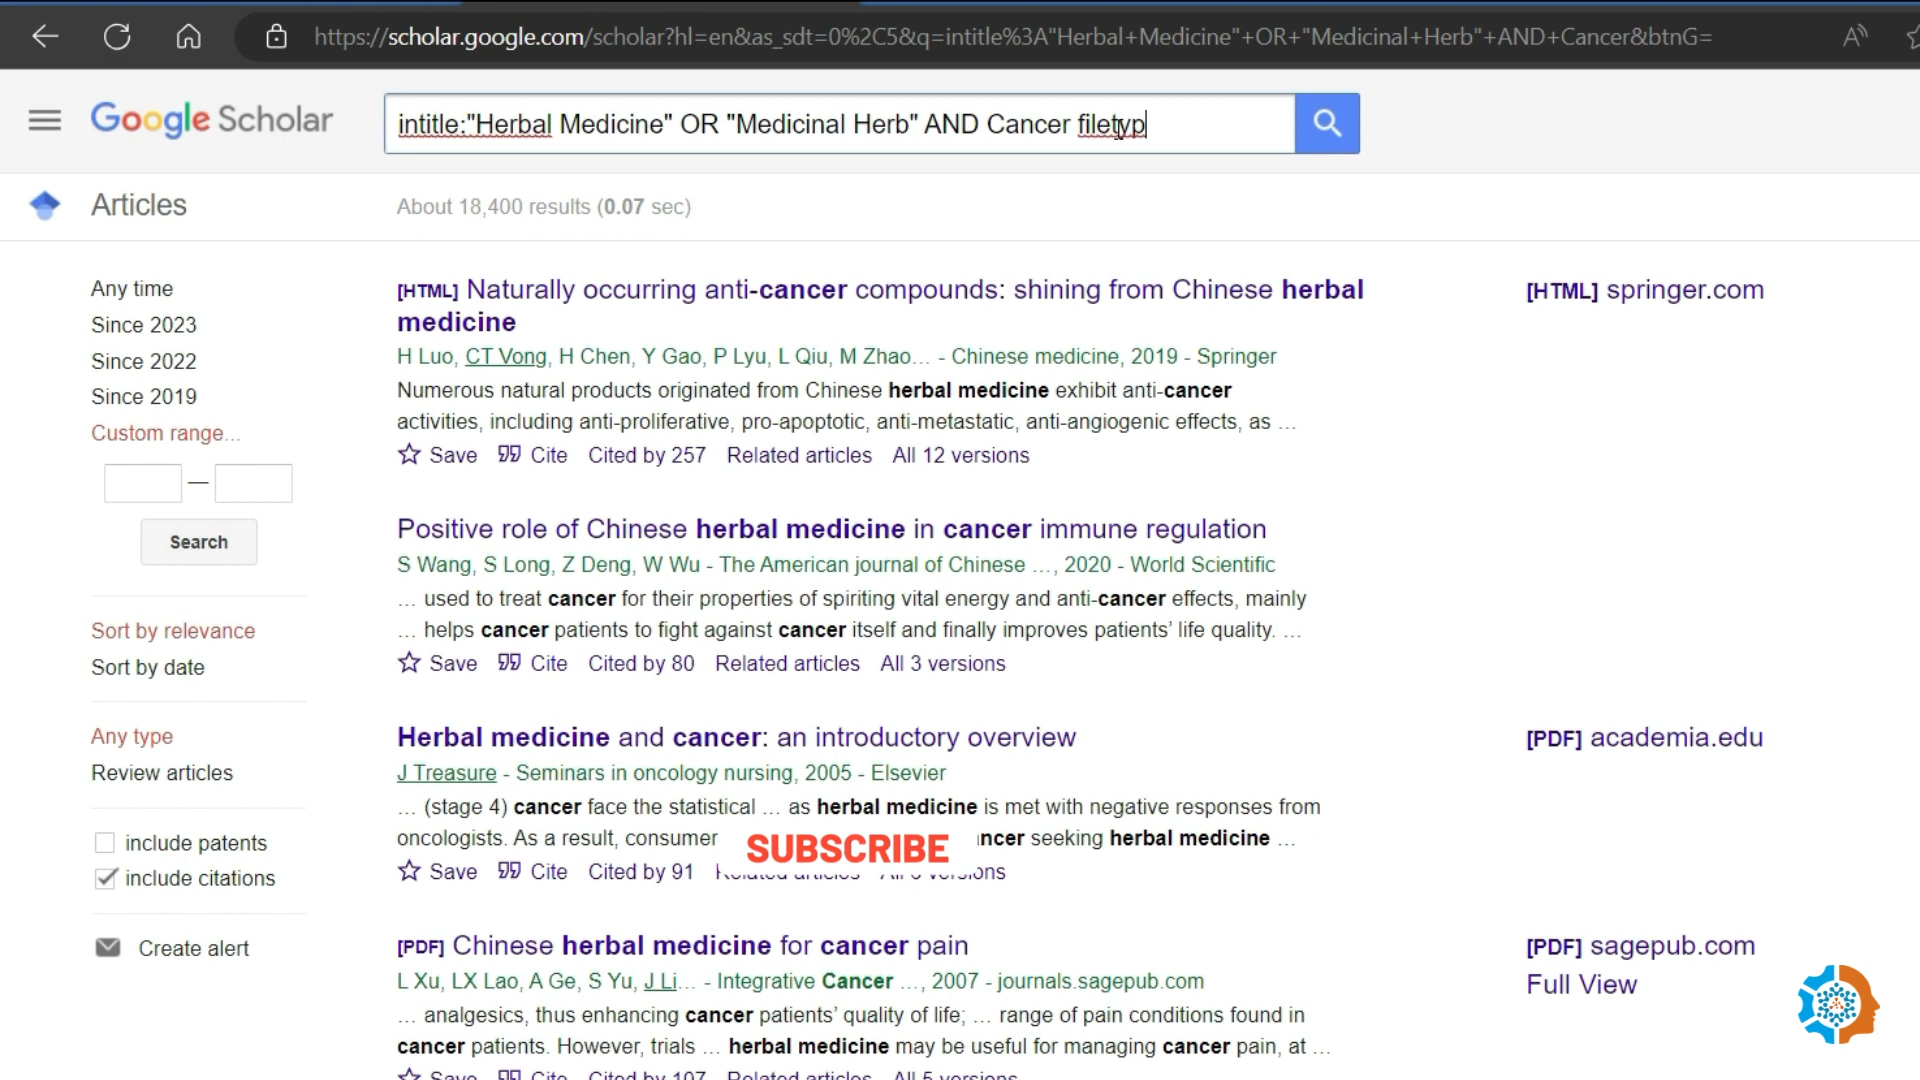 https://scholar.google.com/scholar?hl=en&as_sdt=0%2C5&q=intitle%3A"Herbal+Medicine"+OR+"Medicinal+Herb"+AND+Cancer&btnG=
Google Scholar
intitle:"Herbal Medicine" OR "Medicinal Herb" AND Cancer filetyp
Articles
About 18,400 results (0.07 sec)
Any time
Since 2023
Since 2022
Since 2019
Custom range...
—
Search
Sort by relevance
Sort by date
Any type
Review articles
include patents
include citations
Create alert
[HTML] Naturally occurring anti-cancer compounds: shining from Chinese herbal
medicine
H Luo, CT Vong, H Chen, Y Gao, P Lyu, L Qiu, M Zhao… - Chinese medicine, 2019 - Springer
Numerous natural products originated from Chinese herbal medicine exhibit anti-cancer
activities, including anti-proliferative, pro-apoptotic, anti-metastatic, anti-angiogenic effects, as …
Save Cite Cited by 257 Related articles All 12 versions
[HTML] springer.com
Positive role of Chinese herbal medicine in cancer immune regulation
S Wang, S Long, Z Deng, W Wu - The American journal of Chinese …, 2020 - World Scientific
… used to treat cancer for their properties of spiriting vital energy and anti-cancer effects, mainly
… helps cancer patients to fight against cancer itself and finally improves patients’ life quality. …
Save Cite Cited by 80 Related articles All 3 versions
Herbal medicine and cancer: an introductory overview
J Treasure - Seminars in oncology nursing, 2005 - Elsevier
… (stage 4) cancer face the statistical … as herbal medicine is met with negative responses from
oncologists. As a result, consumer ncer seeking herbal medicine …
SUBSCRIBE
Save Cite Cited by 91 Related articles All versions
[PDF] academia.edu
[PDF] Chinese herbal medicine for cancer pain
L Xu, LX Lao, A Ge, S Yu, J Li… - Integrative Cancer …, 2007 - journals.sagepub.com
… analgesics, thus enhancing cancer patients’ quality of life; … range of pain conditions found in
cancer patients. However, trials … herbal medicine may be useful for managing cancer pain, at …
Save Cite Cited by 107 Related articles All 5 versions
[PDF] sagepub.com
Full View